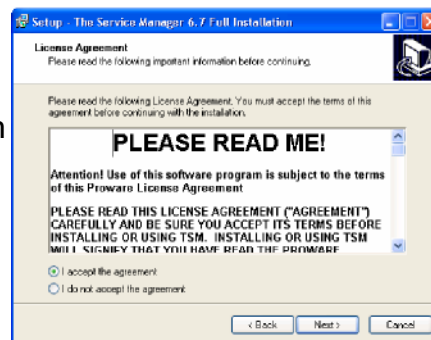 Setup - The Service Manager 6.7 Full Installation
License Agreement
Please read the following important information before continuing.
Please read the following License Agreement. You must accept the terms of this
agreement before continuing with the installation.
PLEASE READ ME!
Attention! Use of this software program is subject to the terms
of this Proware License Agreement
PLEASE READ THIS LICENSE AGREEMENT ("AGREEMENT")
CAREFULLY AND BE SURE YOU ACCEPT ITS TERMS BEFORE
INSTALLING OR USING TSM. INSTALLING OR USING TSM
WILL SIGNIFY THAT YOU HAVE READ THE PROWARE
I accept the agreement
I do not accept the agreement
< Back
Next >
Cancel